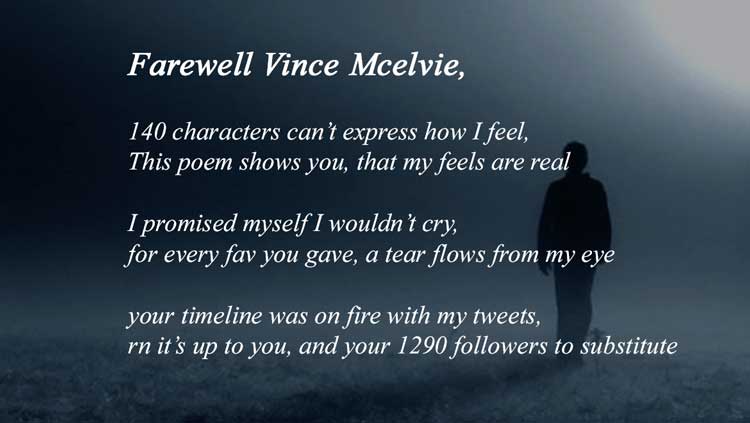 Farewell Vince Mcelvie,
140 characters can’t express how I feel,
This poem shows you, that my feels are real
I promised myself I wouldn’t cry,
for every fav you gave, a tear flows from my eye
your timeline was on fire with my tweets,
rn it’s up to you, and your 1290 followers to substitute